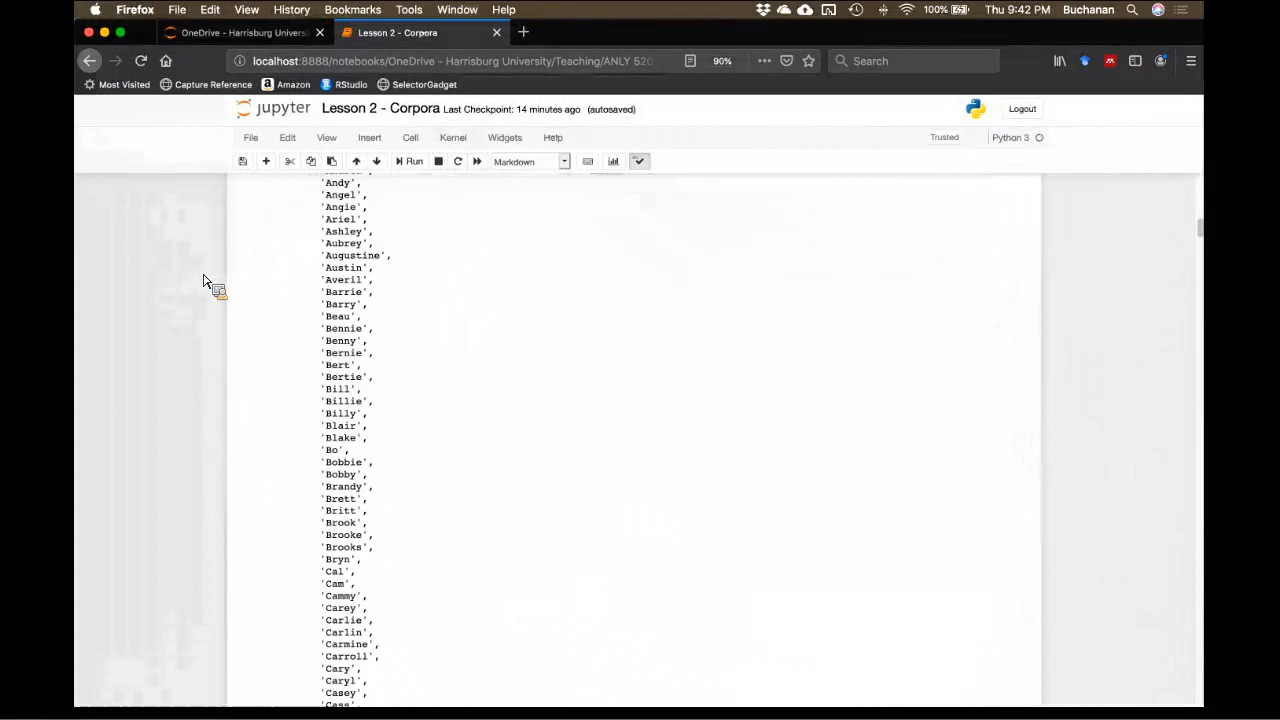 Firefox File Edit View History Bookmarks Tools Window Help 100% Thu 9:42 PM Buchanan
OneDrive - Harrisburg Universi Lesson 2 - Corpora
localhost:8888/notebooks/OneDrive - Harrisburg University/Teaching/ANLY 520 90% Search
Most Visited Capture Reference Amazon RStudio SelectorGadget
jupyter Lesson 2 - Corpora Last Checkpoint: 14 minutes ago (autosaved) Logout
File Edit View Insert Cell Kernel Widgets Help Trusted Python 3
Run Markdown
'Andy',
'Angel',
'Angie',
'Ariel',
'Ashley',
'Aubrey',
'Augustine',
'Austin',
'Averil',
'Barrie',
'Barry',
'Beau',
'Bennie',
'Benny',
'Bernie',
'Bert',
'Bertie',
'Bill',
'Billie',
'Billy',
'Blair',
'Blake',
'Bo',
'Bobbie',
'Bobby',
'Brandy',
'Brett',
'Britt',
'Brook',
'Brooke',
'Brooks',
'Bryn',
'Cal',
'Cam',
'Cammy',
'Carey',
'Carlie',
'Carlin',
'Carmine',
'Carroll',
'Cary',
'Caryl',
'Casey',
'Cass',